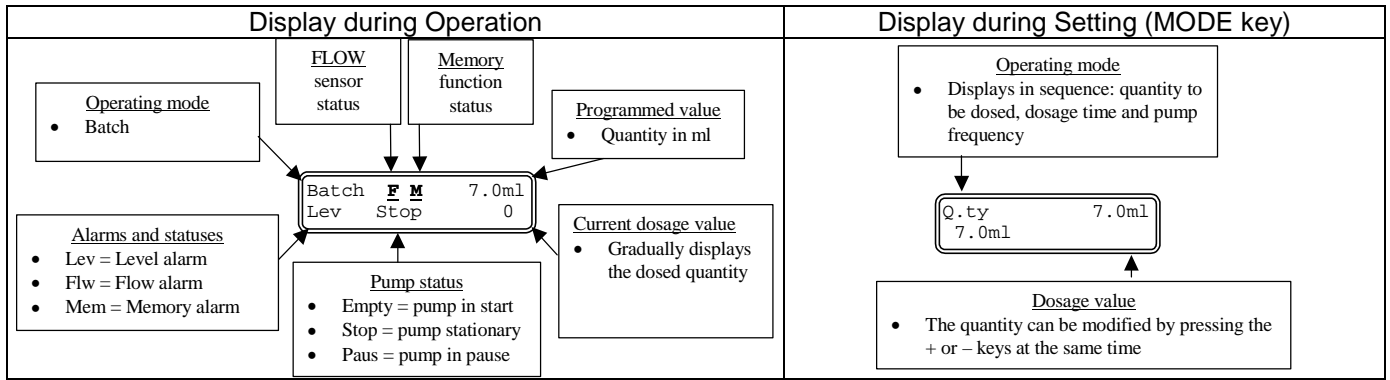 Display during Operation
Display during Setting (MODE key)
FLOW
sensor
status
Memory
function
status
Operating mode
• Batch
Programmed value
• Quantity in ml
Batch F M 7.0ml
Lev Stop 0
Alarms and statuses
• Lev = Level alarm
• Flw = Flow alarm
• Mem = Memory alarm
Pump status
• Empty = pump in start
• Stop = pump stationary
• Paus = pump in pause
Current dosage value
• Gradually displays
the dosed quantity
Operating mode
• Displays in sequence: quantity to
be dosed, dosage time and pump
frequency
Q.ty 7.0ml
7.0ml
Dosage value
• The quantity can be modified by pressing the
+ or – keys at the same time